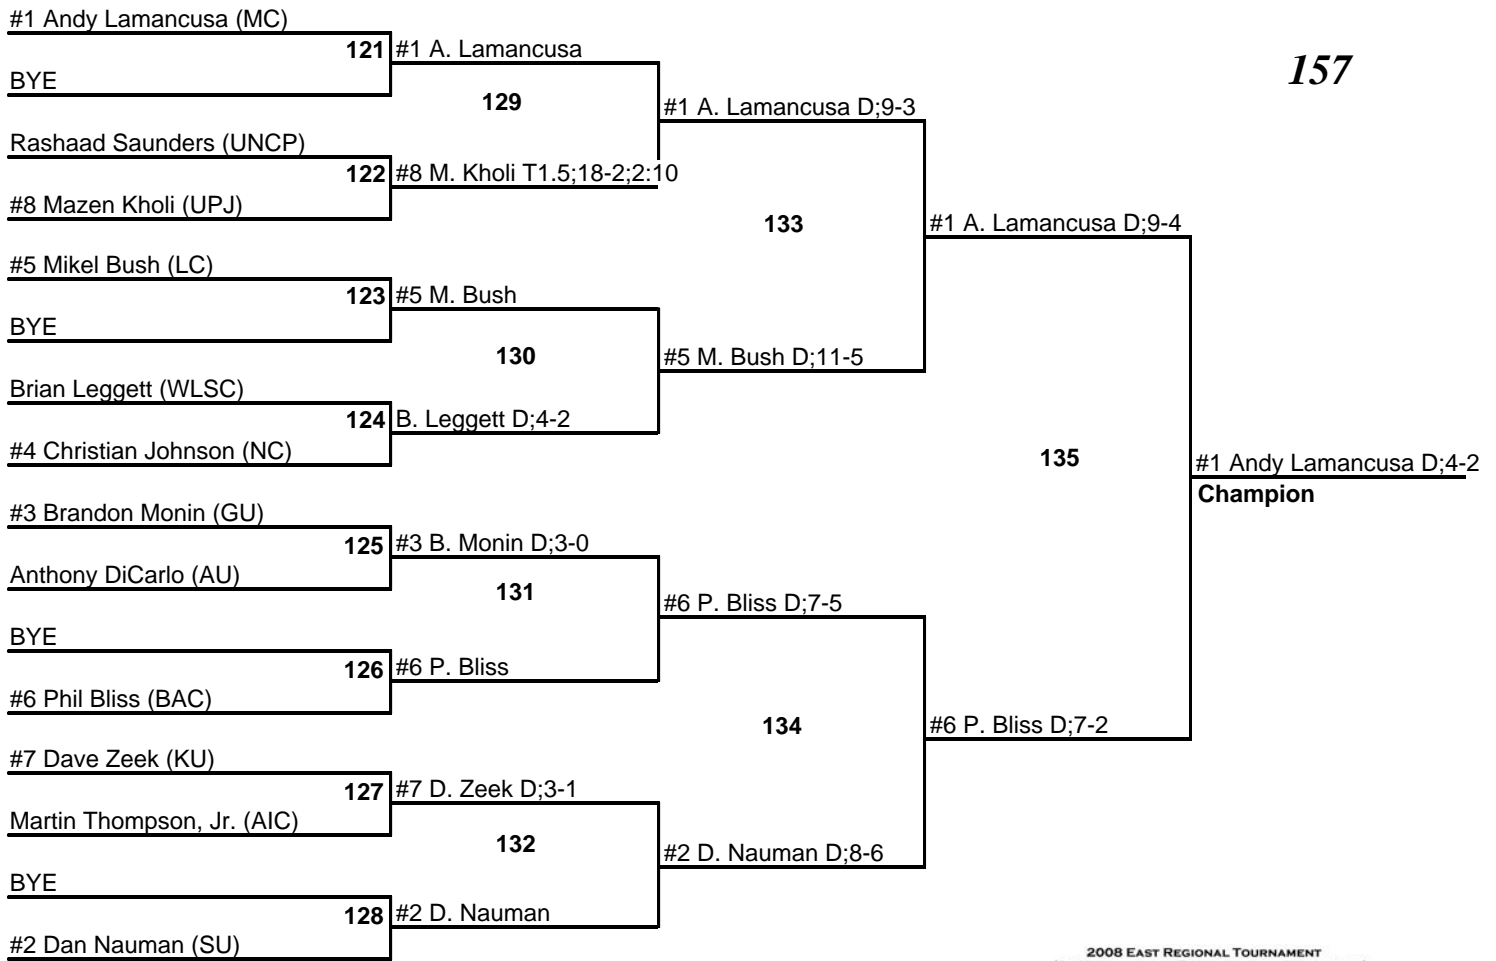 #1 Andy Lamancusa (MC)
121
#1 A. Lamancusa
BYE
157
129
#1 A. Lamancusa D;9-3
Rashaad Saunders (UNCP)
122
#8 M. Kholi T1.5;18-2;2:10
#8 Mazen Kholi (UPJ)
133
#1 A. Lamancusa D;9-4
#5 Mikel Bush (LC)
123
#5 M. Bush
BYE
130
#5 M. Bush D;11-5
Brian Leggett (WLSC)
124
B. Leggett D;4-2
#4 Christian Johnson (NC)
135
#1 Andy Lamancusa D;4-2
Champion
#3 Brandon Monin (GU)
125
#3 B. Monin D;3-0
Anthony DiCarlo (AU)
131
#6 P. Bliss D;7-5
BYE
126
#6 P. Bliss
#6 Phil Bliss (BAC)
134
#6 P. Bliss D;7-2
#7 Dave Zeek (KU)
127
#7 D. Zeek D;3-1
Martin Thompson, Jr. (AIC)
132
#2 D. Nauman D;8-6
BYE
128
#2 D. Nauman
#2 Dan Nauman (SU)
2008 EAST REGIONAL TOURNAMENT